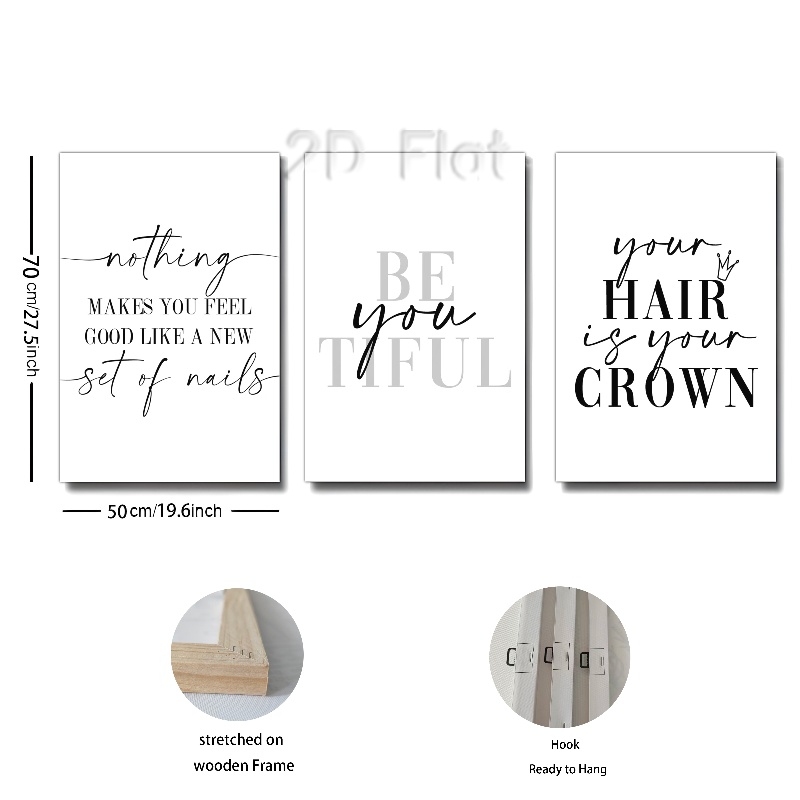 2D Flat
70 cm/27.5inch
nothing
MAKES YOU FEEL
GOOD LIKE A NEW
set of nails
BE
you
TIFUL
your
HAIR
is your
CROWN
50cm/19.6inch
stretched on
wooden Frame
Hook
Ready to Hang